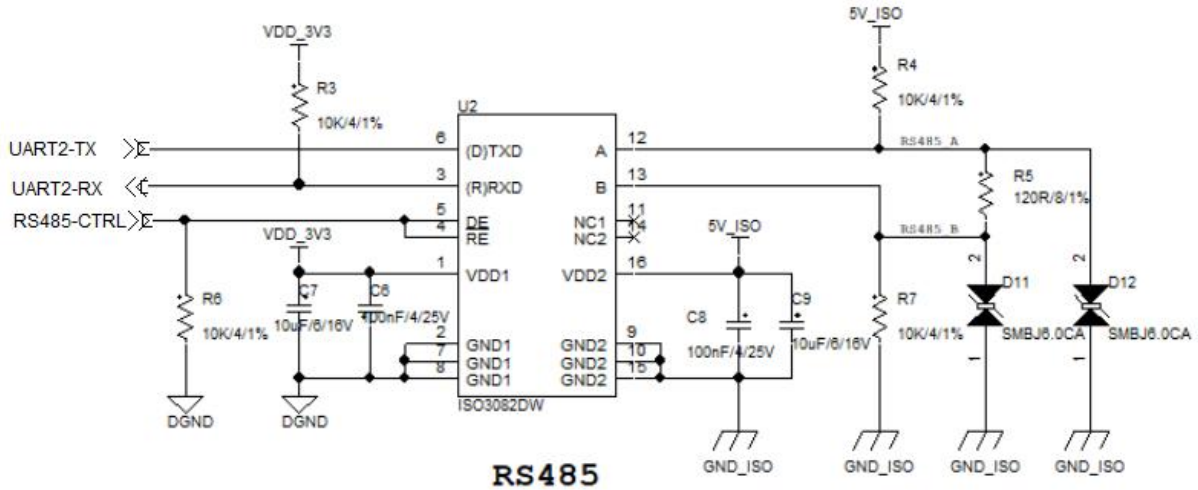 5V_ISO
VDD_3V3
R4
10K/4/1%
R3
10K/4/1%
U2
UART2-TX
6
(D)TXD
A
12
RS485_A
UART2-RX
3
(R)RXD
B
13
R5
120R/8/1%
RS485-CTRL
5
DE
NC1
11
4
RE
NC2
14
RS485_B
VDD_3V3
5V_ISO
1
VDD1
VDD2
16
2
2
D11
D12
R6
10K/4/1%
C7
10uF/6/16V
C6
100nF/4/25V
C8
100nF/4/25V
C9
10uF/6/16V
R7
10K/4/1%
SMBJ6.0CA
SMBJ6.0CA
2
GND1
GND2
9
7
GND1
GND2
10
8
GND1
GND2
15
1
1
ISO3082DW
DGND
DGND
GND_ISO
GND_ISO
GND_ISO
GND_ISO
RS485